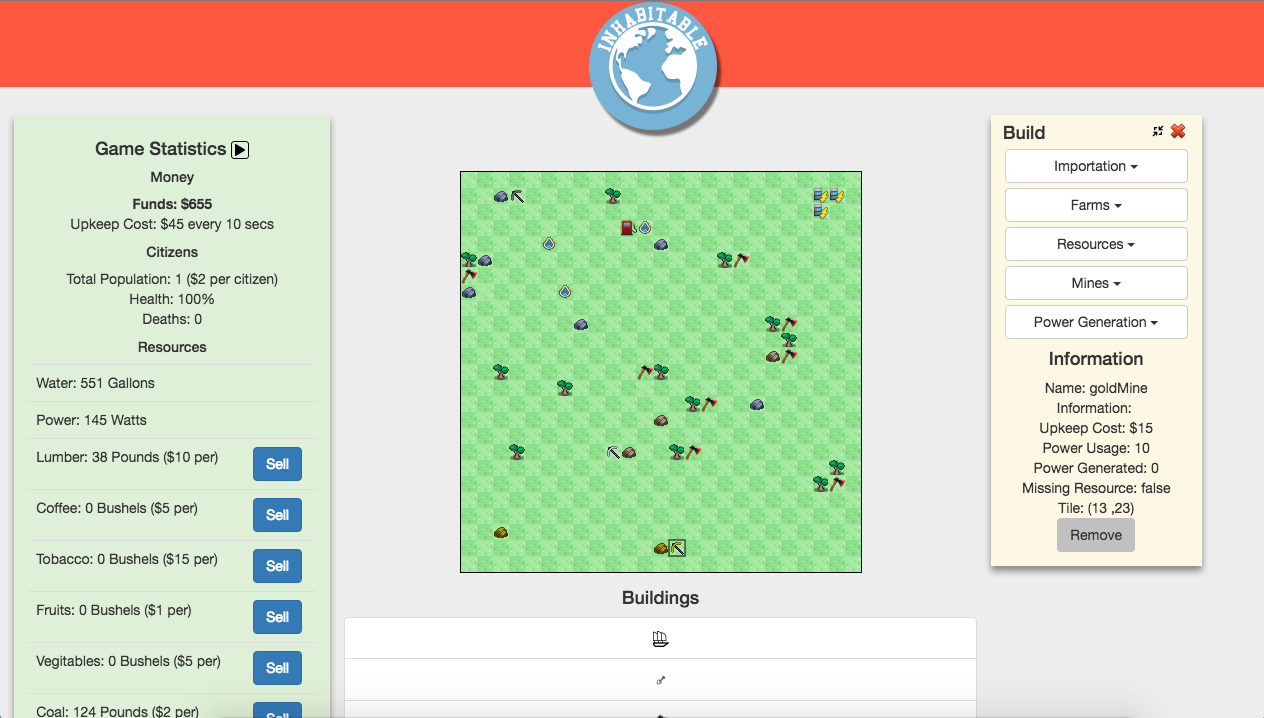 INHABITABLE
Game Statistics
Money
Funds: $655
Upkeep Cost: $45 every 10 secs
Citizens
Total Population: 1 ($2 per citizen)
Health: 100%
Deaths: 0
Resources
Water: 551 Gallons
Power: 145 Watts
Lumber: 38 Pounds ($10 per)
Sell
Coffee: 0 Bushels ($5 per)
Sell
Tobacco: 0 Bushels ($15 per)
Sell
Fruits: 0 Bushels ($1 per)
Sell
Vegitables: 0 Bushels ($5 per)
Sell
Coal: 124 Pounds ($2 per)
Sell
Buildings
Build
Importation
Farms
Resources
Mines
Power Generation
Information
Name: goldMine
Information:
Upkeep Cost: $15
Power Usage: 10
Power Generated: 0
Missing Resource: false
Tile: (13 ,23)
Remove